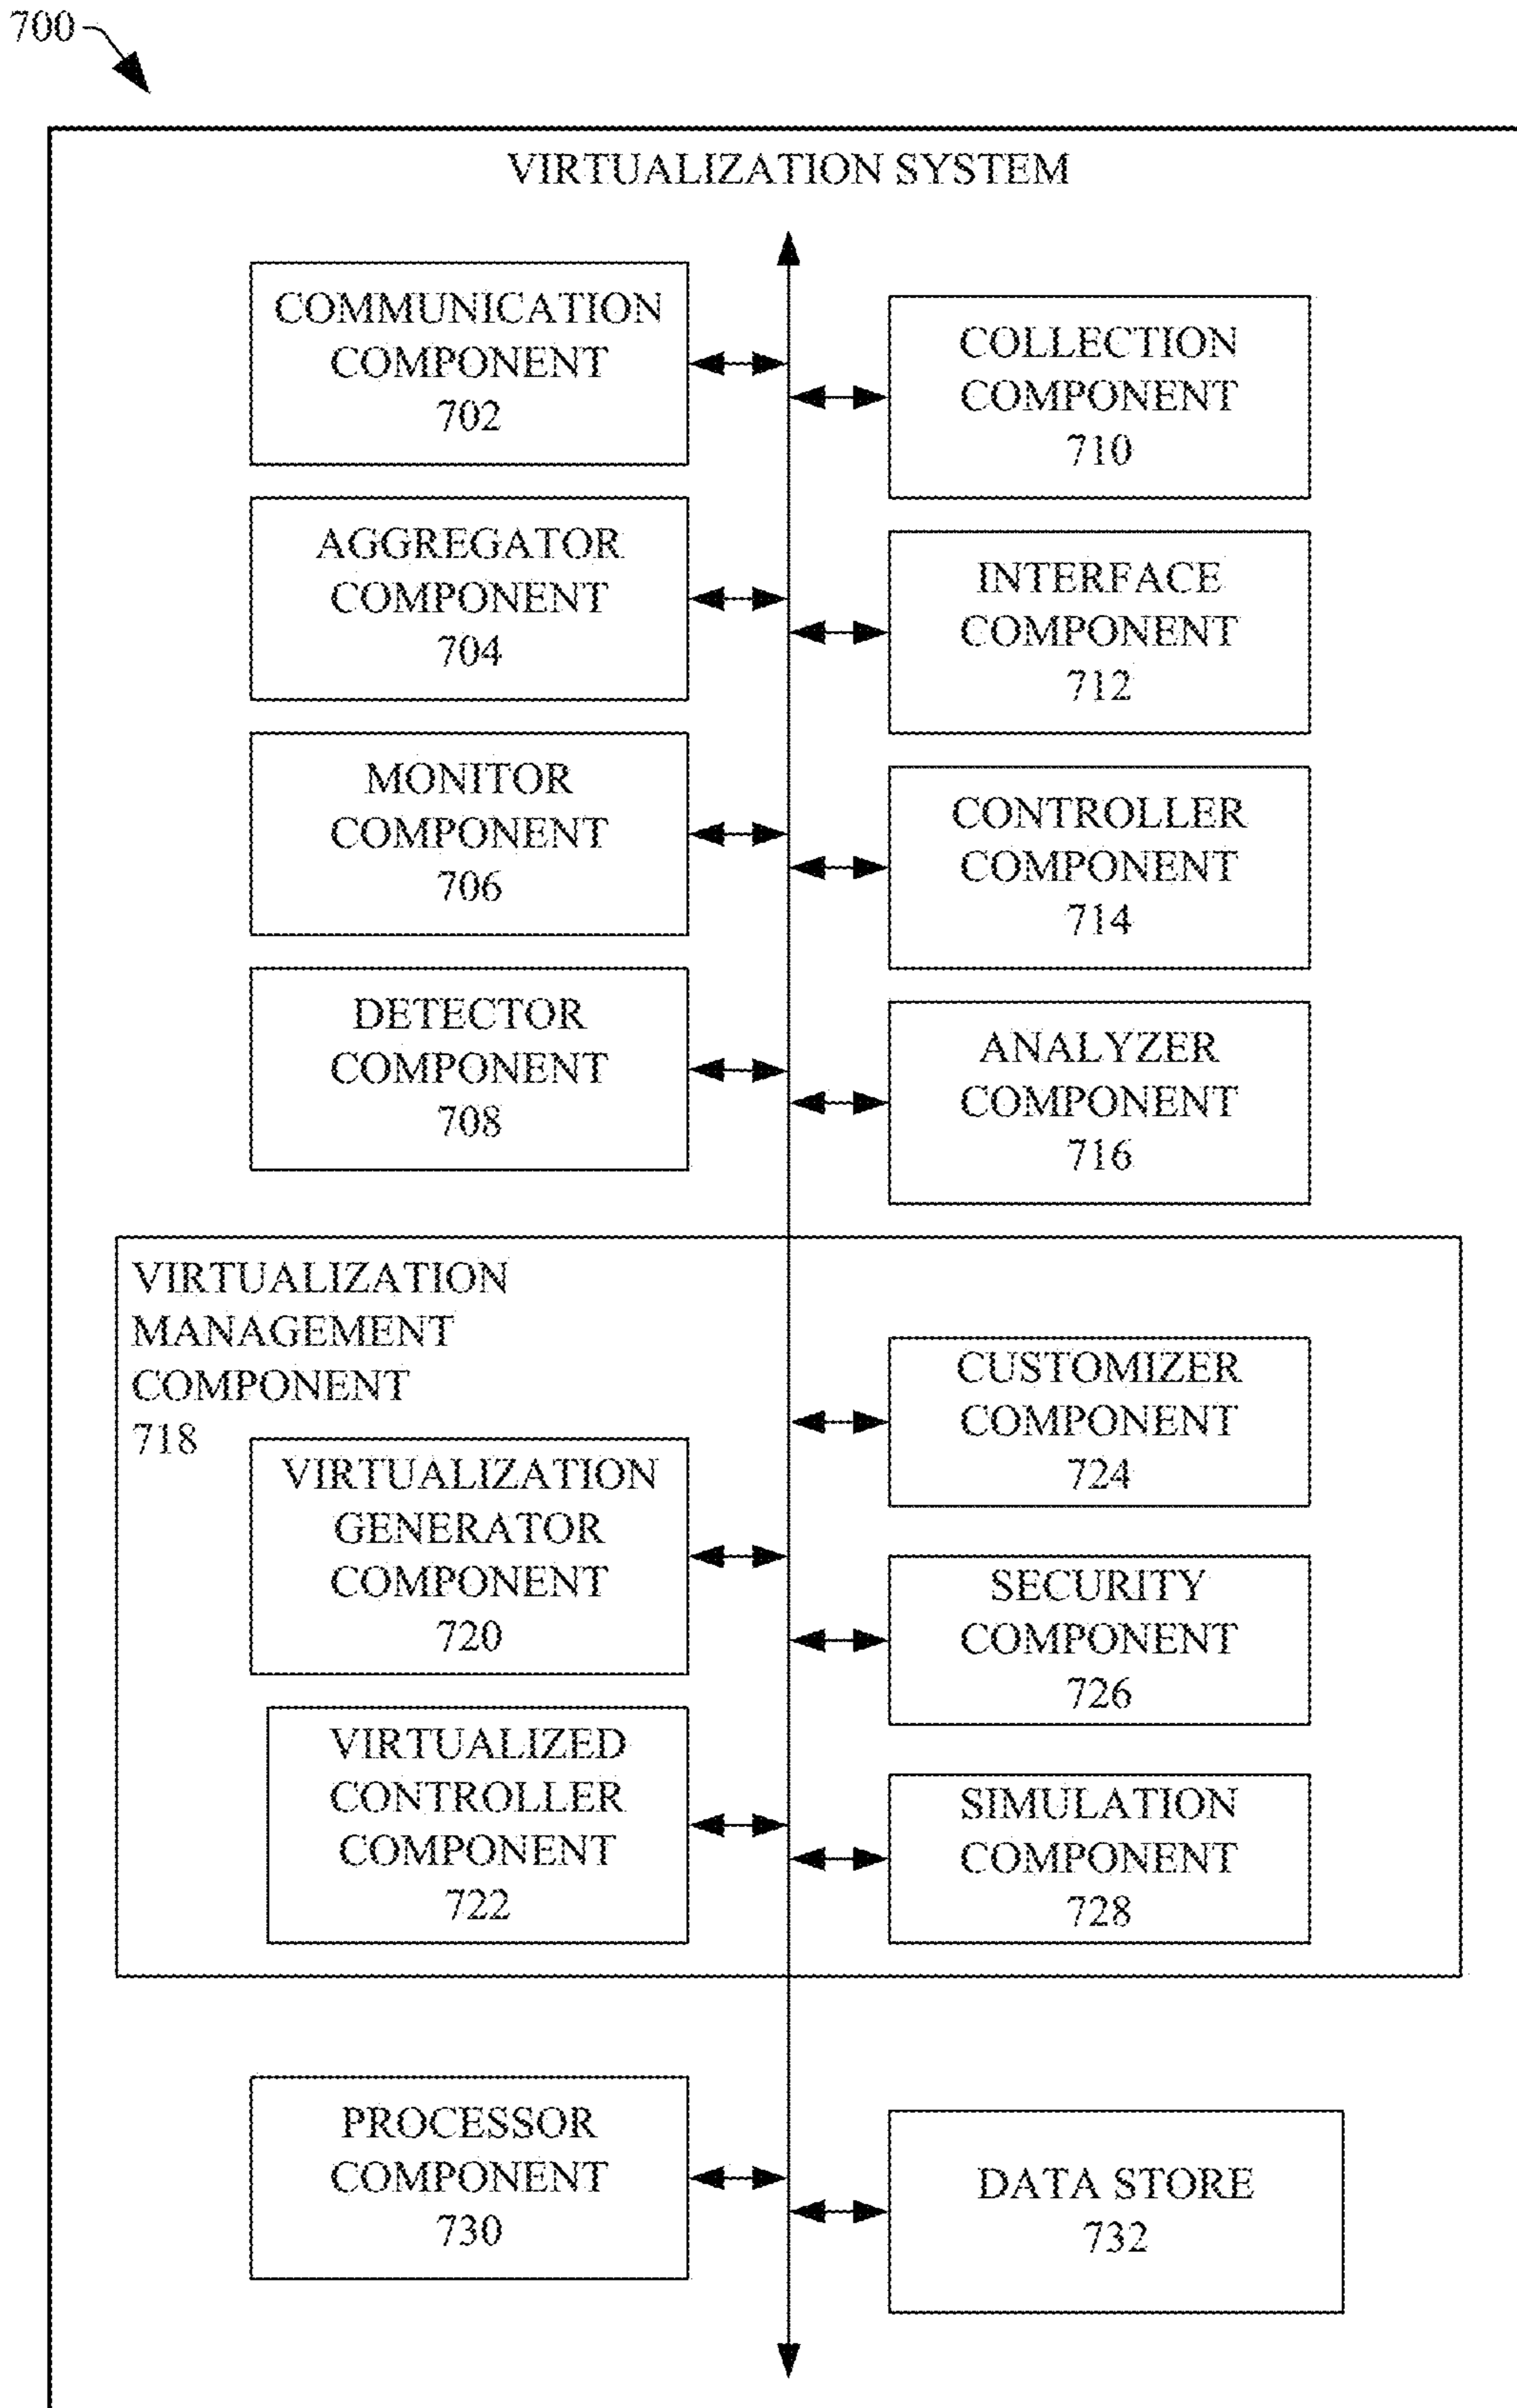 700
VIRTUALIZATION SYSTEM
COMMUNICATION
COMPONENT
702
COLLECTION
COMPONENT
710
AGGREGATOR
COMPONENT
704
INTERFACE
COMPONENT
712
MONITOR
COMPONENT
706
CONTROLLER
COMPONENT
714
DETECTOR
COMPONENT
708
ANALYZER
COMPONENT
716
VIRTUALIZATION
MANAGEMENT
COMPONENT
718
CUSTOMIZER
COMPONENT
724
VIRTUALIZATION
GENERATOR
COMPONENT
720
SECURITY
COMPONENT
726
VIRTUALIZED
CONTROLLER
COMPONENT
722
SIMULATION
COMPONENT
728
PROCESSOR
COMPONENT
730
DATA STORE
732